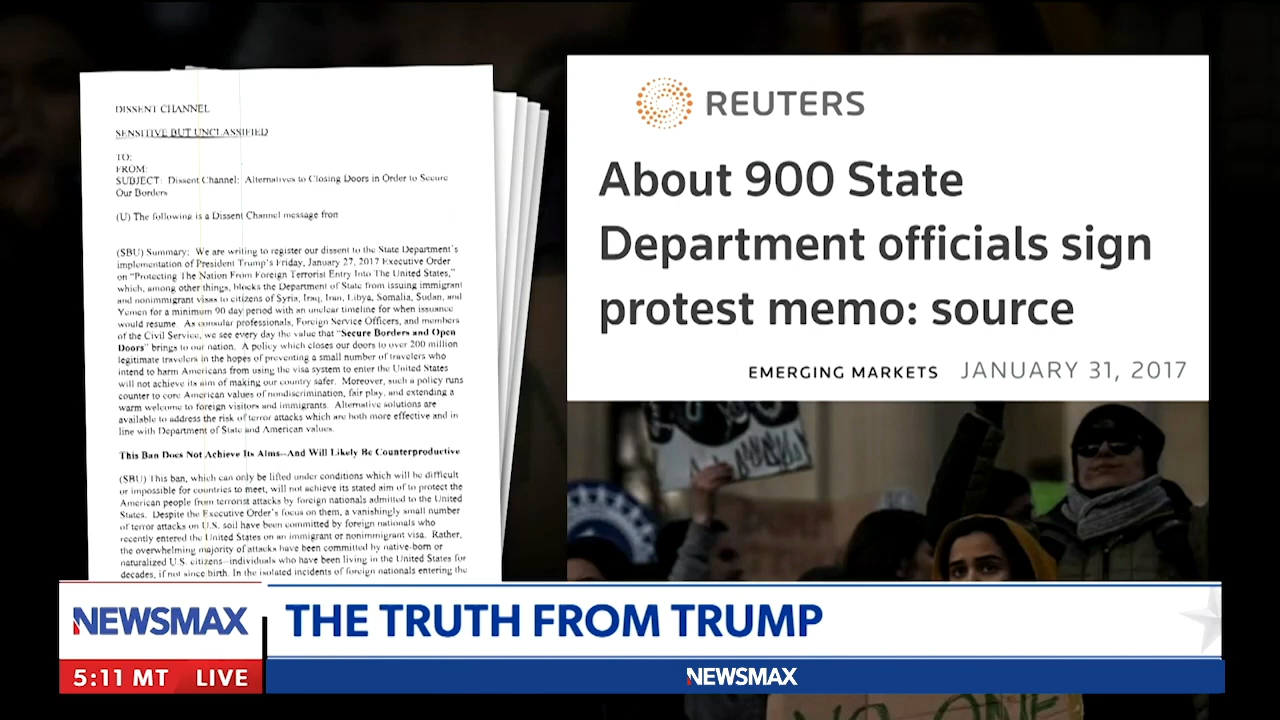 DISSENT CHANNEL
SENSITIVE BUT UNCLASSIFIED
TO:
FROM:
SUBJECT: Dissent Channel: Alternatives to Closing Doors in Order to Secure
Our Borders
(U) The following is a Dissent Channel message from
(SBU) Summary: We are writing to register our dissent to the State Department's
implementation of President Trump's Friday, January 27, 2017 Executive Order
on "Protecting The Nation From Foreign Terrorist Entry Into The United States,"
which, among other things, blocks the Department of State from issuing immigrant
and nonimmigrant visas to citizens of Syria, Iraq, Iran, Libya, Somalia, Sudan, and
Yemen for a minimum 90 day period with an unclear timeline for when issuance
would resume. As consular professionals, Foreign Service Officers, and members
of the Civil Service, we see every day the value that "Secure Borders and Open
Doors" brings to our nation. A policy which closes our doors to over 200 million
legitimate travelers in the hopes of preventing a small number of travelers who
intend to harm Americans from using the visa system to enter the United States
will not achieve its aim of making our country safer. Moreover, such a policy runs
counter to core American values of nondiscrimination, fair play, and extending a
warm welcome to foreign visitors and immigrants. Alternative solutions are
available to address the risk of terror attacks which are both more effective and in
line with Department of State and American values.
This Ban Does Not Achieve Its Aims--And Will Likely Be Counterproductive
(SBU) This ban, which can only be lifted under conditions which will be difficult
or impossible for countries to meet, will not achieve its stated aim of to protect the
American people from terrorist attacks by foreign nationals admitted to the United
States. Despite the Executive Order's focus on them, a vanishingly small number
of terror attacks on U.S. soil have been committed by foreign nationals who
recently entered the United States on an immigrant or nonimmigrant visa. Rather,
the overwhelming majority of attacks have been committed by native-born or
naturalized U.S. citizens--individuals who have been living in the United States for
decades, if not since birth. In the isolated incidents of foreign nationals entering the
REUTERS
About 900 State
Department officials sign
protest memo: source
EMERGING MARKETS JANUARY 31, 2017
NEWSMAX
THE TRUTH FROM TRUMP
5:11 MT LIVE
NEWSMAX
NO ONE